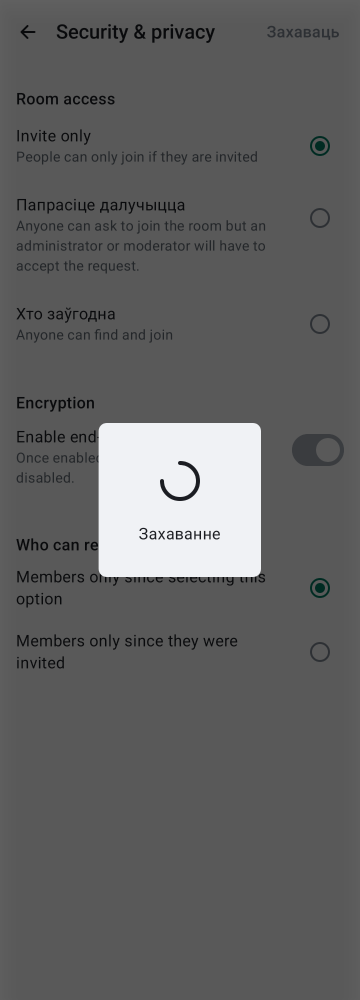 Security & privacy
Захаваць
Room access
Invite only
People can only join if they are invited
Папрасіце далучыцца
Anyone can ask to join the room but an
administrator or moderator will have to
accept the request.
Хто заўгодна
Anyone can find and join
Encryption
Enable end-
Once enabled
disabled.
Захаванне
Who can re
Members only since selecting this
option
Members only since they were
invited